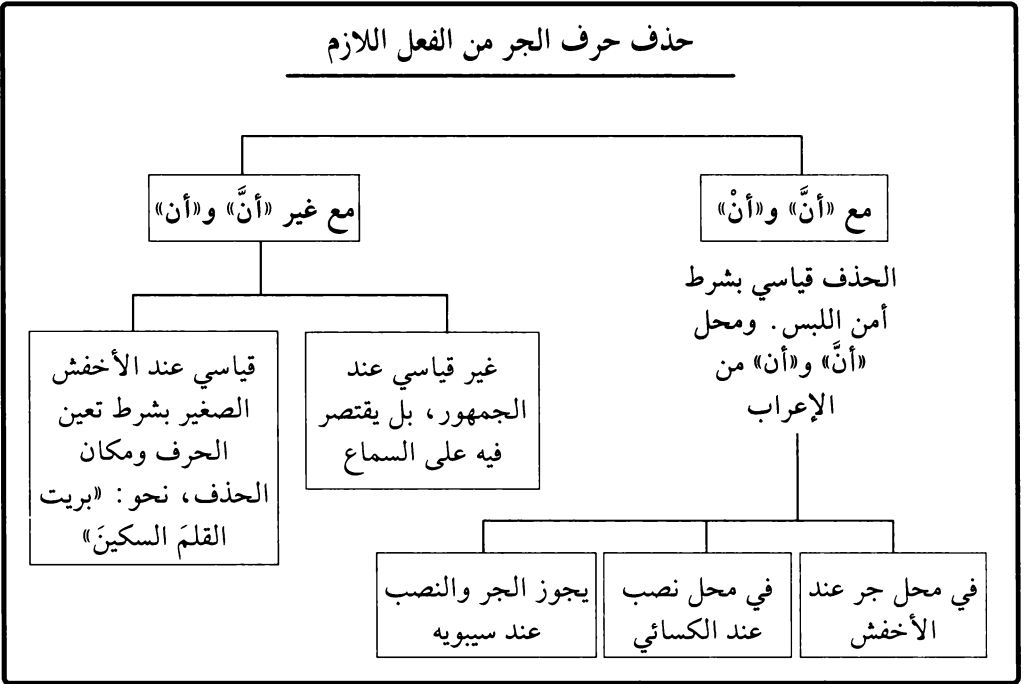 حذف حرف الجر من الفعل اللازم
مع «أنَّ» و«أنْ»
الحذف قياسي بشرط
أمن اللبس. ومحل
«أنَّ» و«أن» من
الإعراب
في محل جر عند
الأخفش
في محل نصب
عند الكسائي
يجوز الجر والنصب
عند سيبويه
مع غير «أنَّ» و«أن»
غير قياسي عند
الجمهور، بل يقتصر
فيه على السماع
قياسي عند الأخفش
الصغير بشرط تعين
الحرف ومكان
الحذف، نحو: «بريت
القلمَ السكينَ»